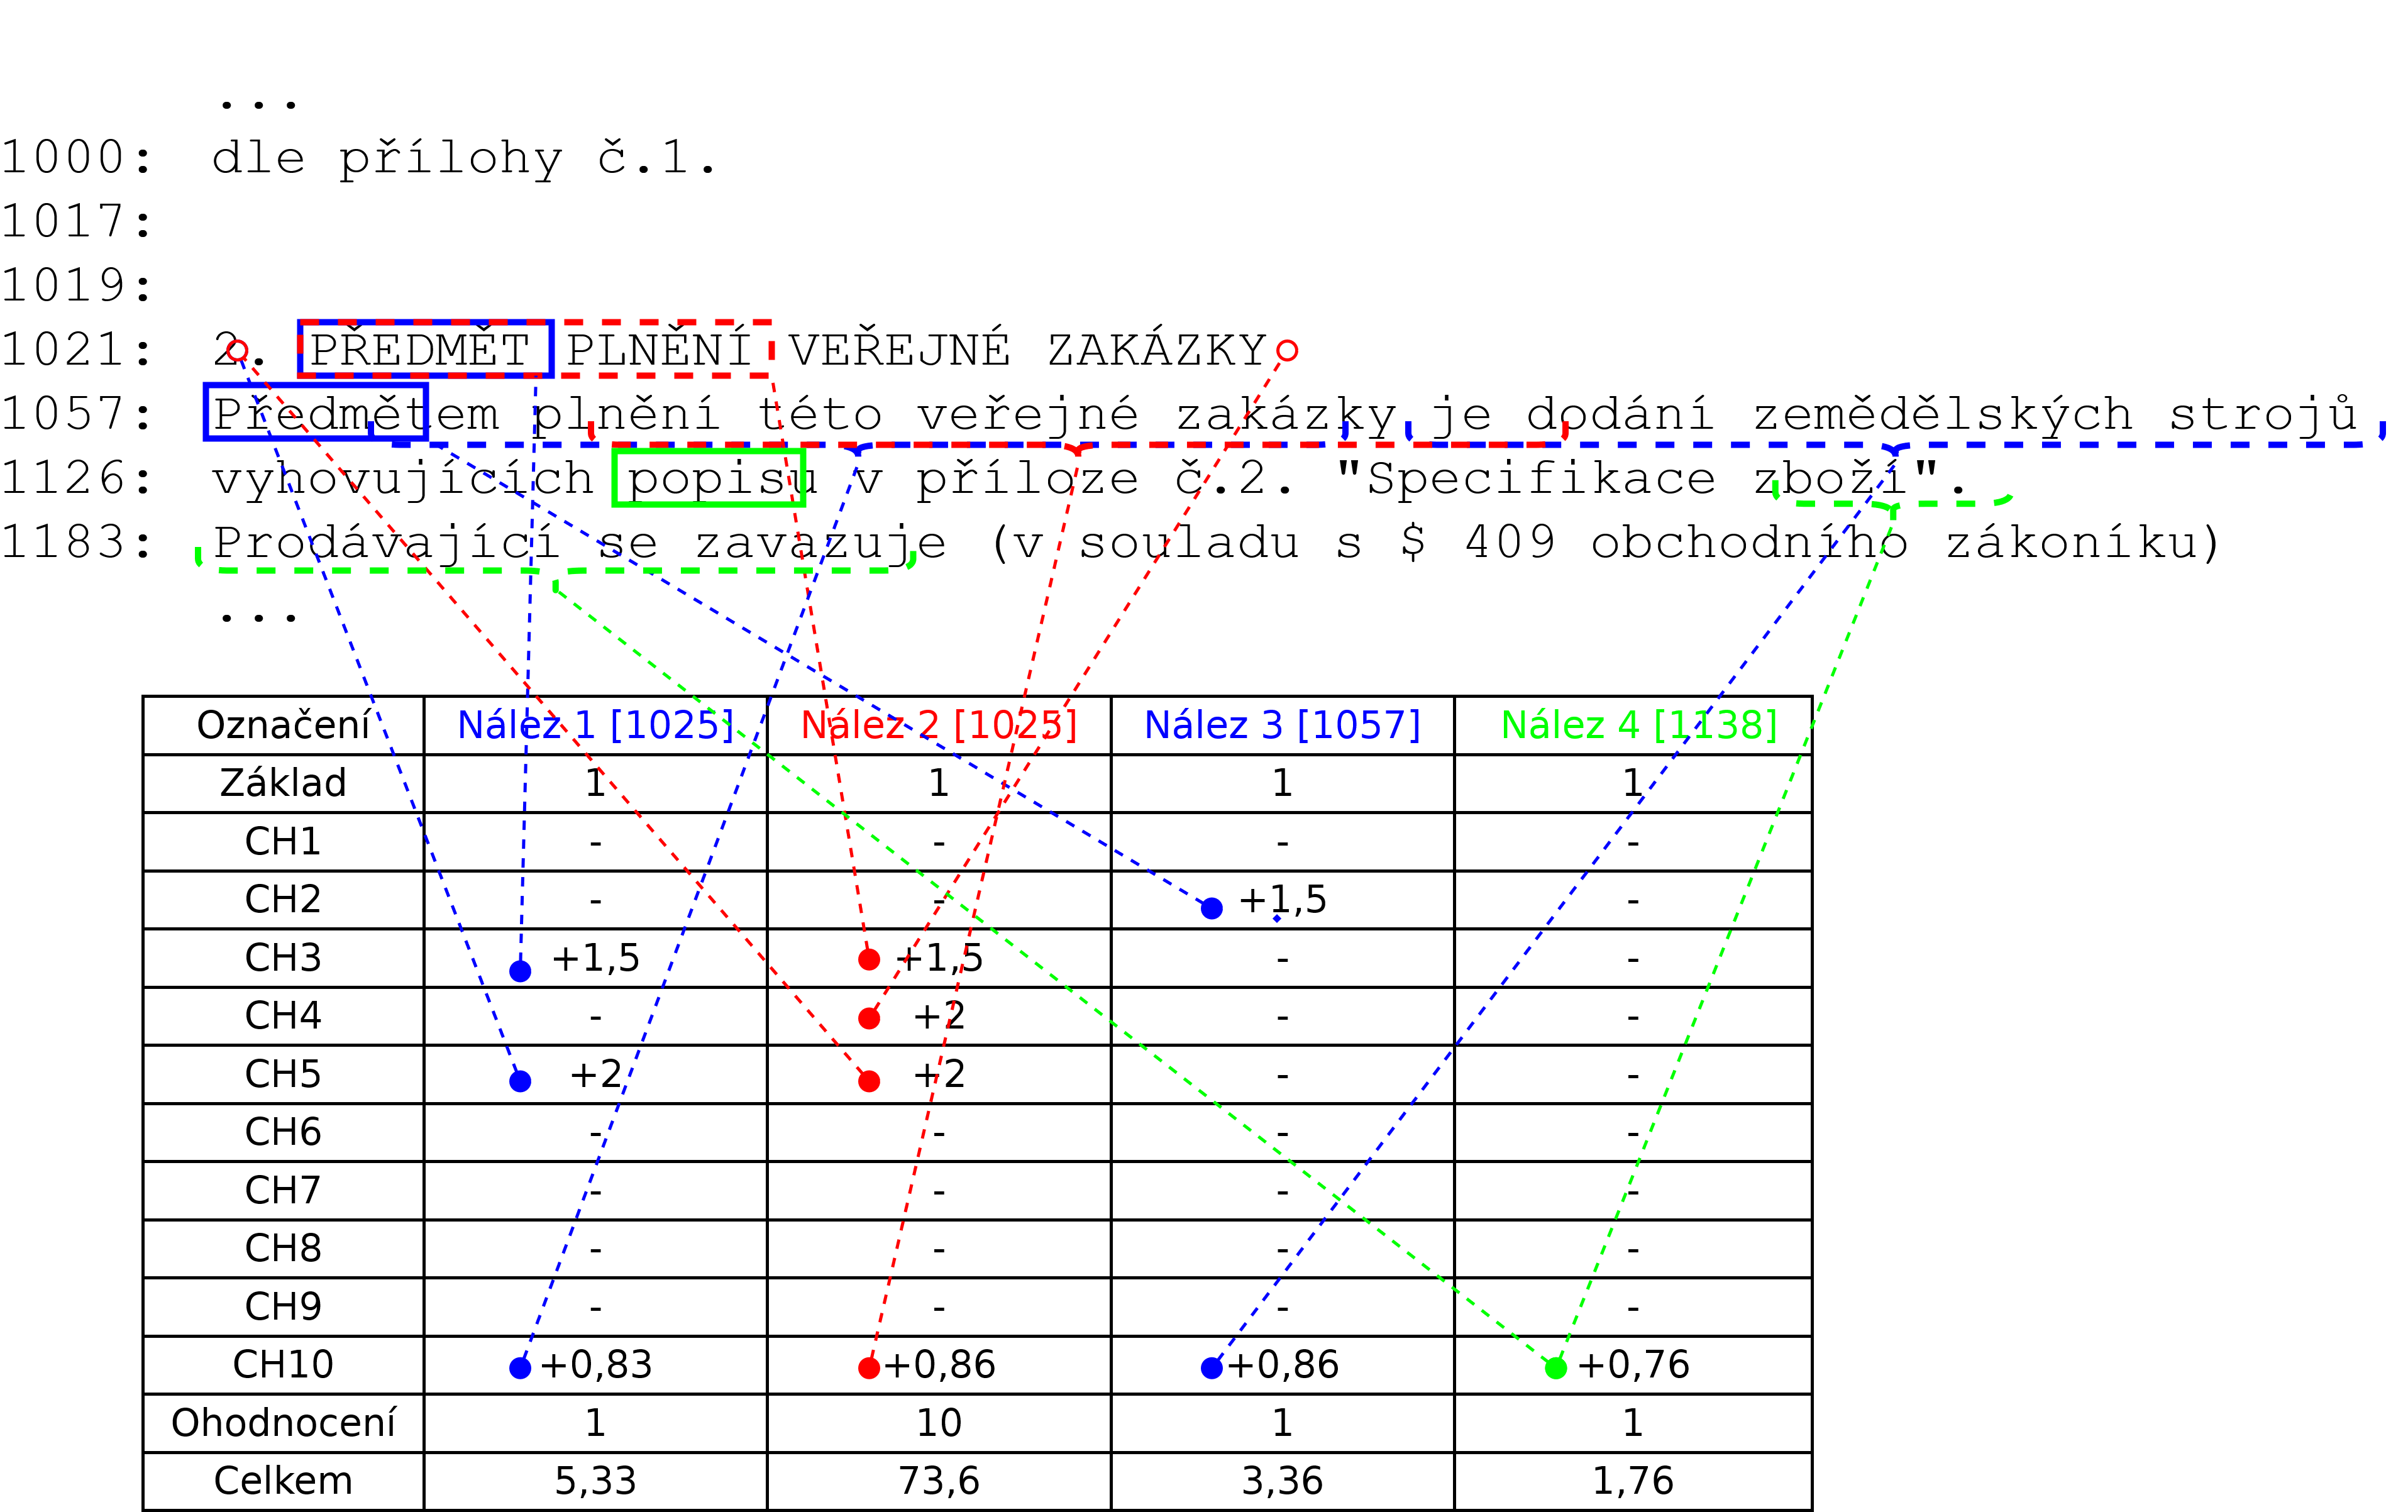 ...
1000: dle přílohy č.1.
1017:
1019:
1021: 2. PŘEDMĚT PLNĚNÍ VEŘEJNÉ ZAKÁZKY
1057: Předmětem plnění této veřejné zakázky je dodání zemědělských strojů
1126: vyhovujících popisu v příloze č.2. "Specifikace zboží".
1183: Prodávající se zavazuje (v souladu s $ 409 obchodního zákoníku)
...
Označení Nález 1 [1025] Nález 2 [1025] Nález 3 [1057] Nález 4 [1138]
Základ 1 1 1 1
CH1 - - - -
CH2 - - +1,5 -
CH3 +1,5 +1,5 - -
CH4 - +2 - -
CH5 +2 +2 - -
CH6 - - - -
CH7 - - - -
CH8 - - - -
CH9 - - - -
CH10 +0,83 +0,86 +0,86 +0,76
Ohodnocení 1 10 1 1
Celkem 5,33 73,6 3,36 1,76